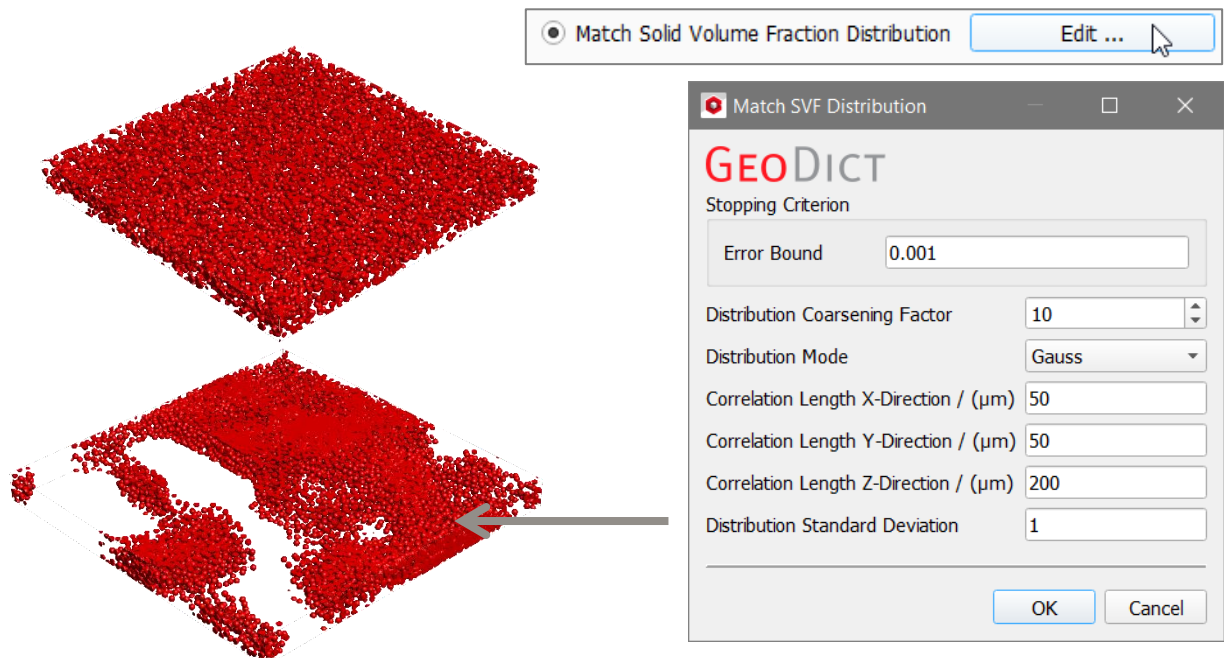 Match Solid Volume Fraction Distribution Edit ...
Match SVF Distribution
GEODICT
Stopping Criterion
Error Bound 0.001
Distribution Coarsening Factor 10
Distribution Mode Gauss
Correlation Length X-Direction / (µm) 50
Correlation Length Y-Direction / (µm) 50
Correlation Length Z-Direction / (µm) 200
Distribution Standard Deviation 1
OK Cancel